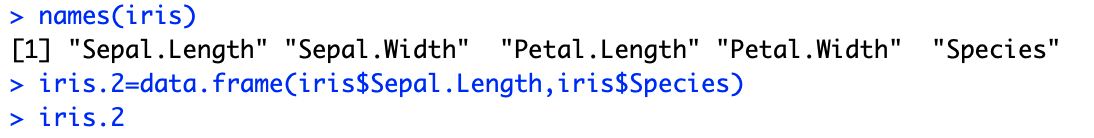 > names(iris)
[1] "Sepal.Length" "Sepal.Width"  "Petal.Length" "Petal.Width"  "Species"
> iris.2=data.frame(iris$Sepal.Length,iris$Species)
> iris.2